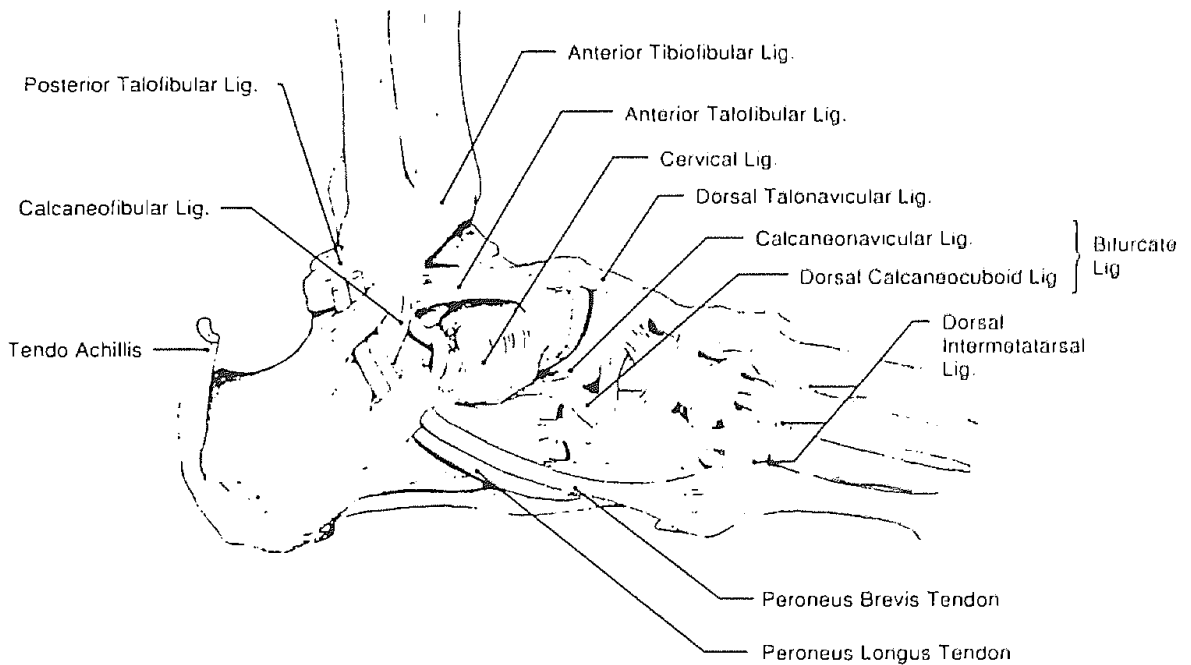 Anterior Tibiofibular Lig.
Posterior Talofibular Lig.
Anterior Talofibular Lig.
Cervical Lig.
Calcaneofibular Lig.
Dorsal Talonavicular Lig.
Calcaneonavicular Lig.
Bifurcate
Lig
Dorsal Calcaneocuboid Lig
Dorsal
Intermetatarsal
Lig.
Tendo Achillis
Peroneus Brevis Tendon
Peroneus Longus Tendon